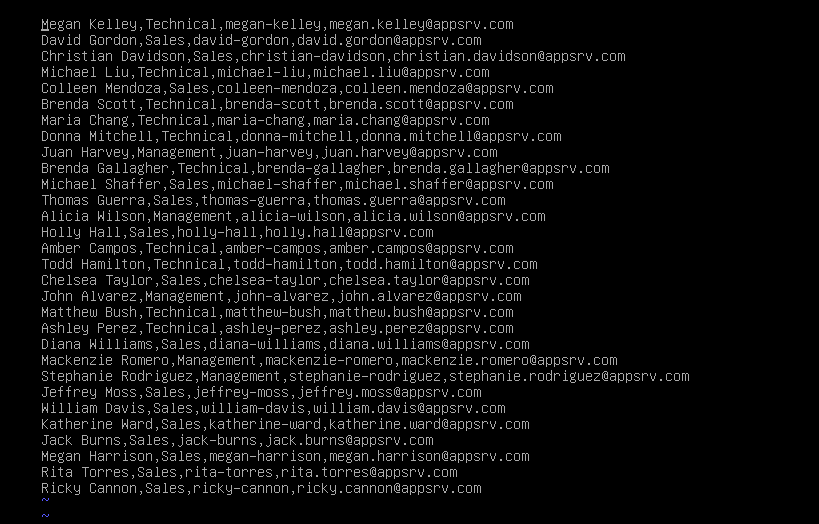 Megan Kelley,Technical,megan-kelley,megan.kelley@appsrv.com
David Gordon,Sales,david-gordon,david.gordon@appsrv.com
Christian Davidson,Sales,christian-davidson,christian.davidson@appsrv.com
Michael Liu,Technical,michael-liu,michael.liu@appsrv.com
Colleen Mendoza,Sales,colleen-mendoza,colleen.mendoza@appsrv.com
Brenda Scott,Technical,brenda-scott,brenda.scott@appsrv.com
Maria Chang,Technical,maria-chang,maria.chang@appsrv.com
Donna Mitchell,Technical,donna-mitchell,donna.mitchell@appsrv.com
Juan Harvey,Management,juan-harvey,juan.harvey@appsrv.com
Brenda Gallagher,Technical,brenda-gallagher,brenda.gallagher@appsrv.com
Michael Shaffer,Sales,michael-shaffer,michael.shaffer@appsrv.com
Thomas Guerra,Sales,thomas-guerra,thomas.guerra@appsrv.com
Alicia Wilson,Management,alicia-wilson,alicia.wilson@appsrv.com
Holly Hall,Sales,holly-hall,holly.hall@appsrv.com
Amber Campos,Technical,amber-campos,amber.campos@appsrv.com
Todd Hamilton,Technical,todd-hamilton,todd.hamilton@appsrv.com
Chelsea Taylor,Sales,chelsea-taylor,chelsea.taylor@appsrv.com
John Alvarez,Management,john-alvarez,john.alvarez@appsrv.com
Matthew Bush,Technical,matthew-bush,matthew.bush@appsrv.com
Ashley Perez,Technical,ashley-perez,ashley.perez@appsrv.com
Diana Williams,Sales,diana-williams,diana.williams@appsrv.com
Mackenzie Romero,Management,mackenzie-romero,mackenzie.romero@appsrv.com
Stephanie Rodriguez,Management,stephanie-rodriguez,stephanie.rodriguez@appsrv.com
Jeffrey Moss,Sales,jeffrey-moss,jeffrey.moss@appsrv.com
William Davis,Sales,william-davis,william.davis@appsrv.com
Katherine Ward,Sales,katherine-ward,katherine.ward@appsrv.com
Jack Burns,Sales,jack-burns,jack.burns@appsrv.com
Megan Harrison,Sales,megan-harrison,megan.harrison@appsrv.com
Rita Torres,Sales,rita-torres,rita.torres@appsrv.com
Ricky Cannon,Sales,ricky-cannon,ricky.cannon@appsrv.com
~
~